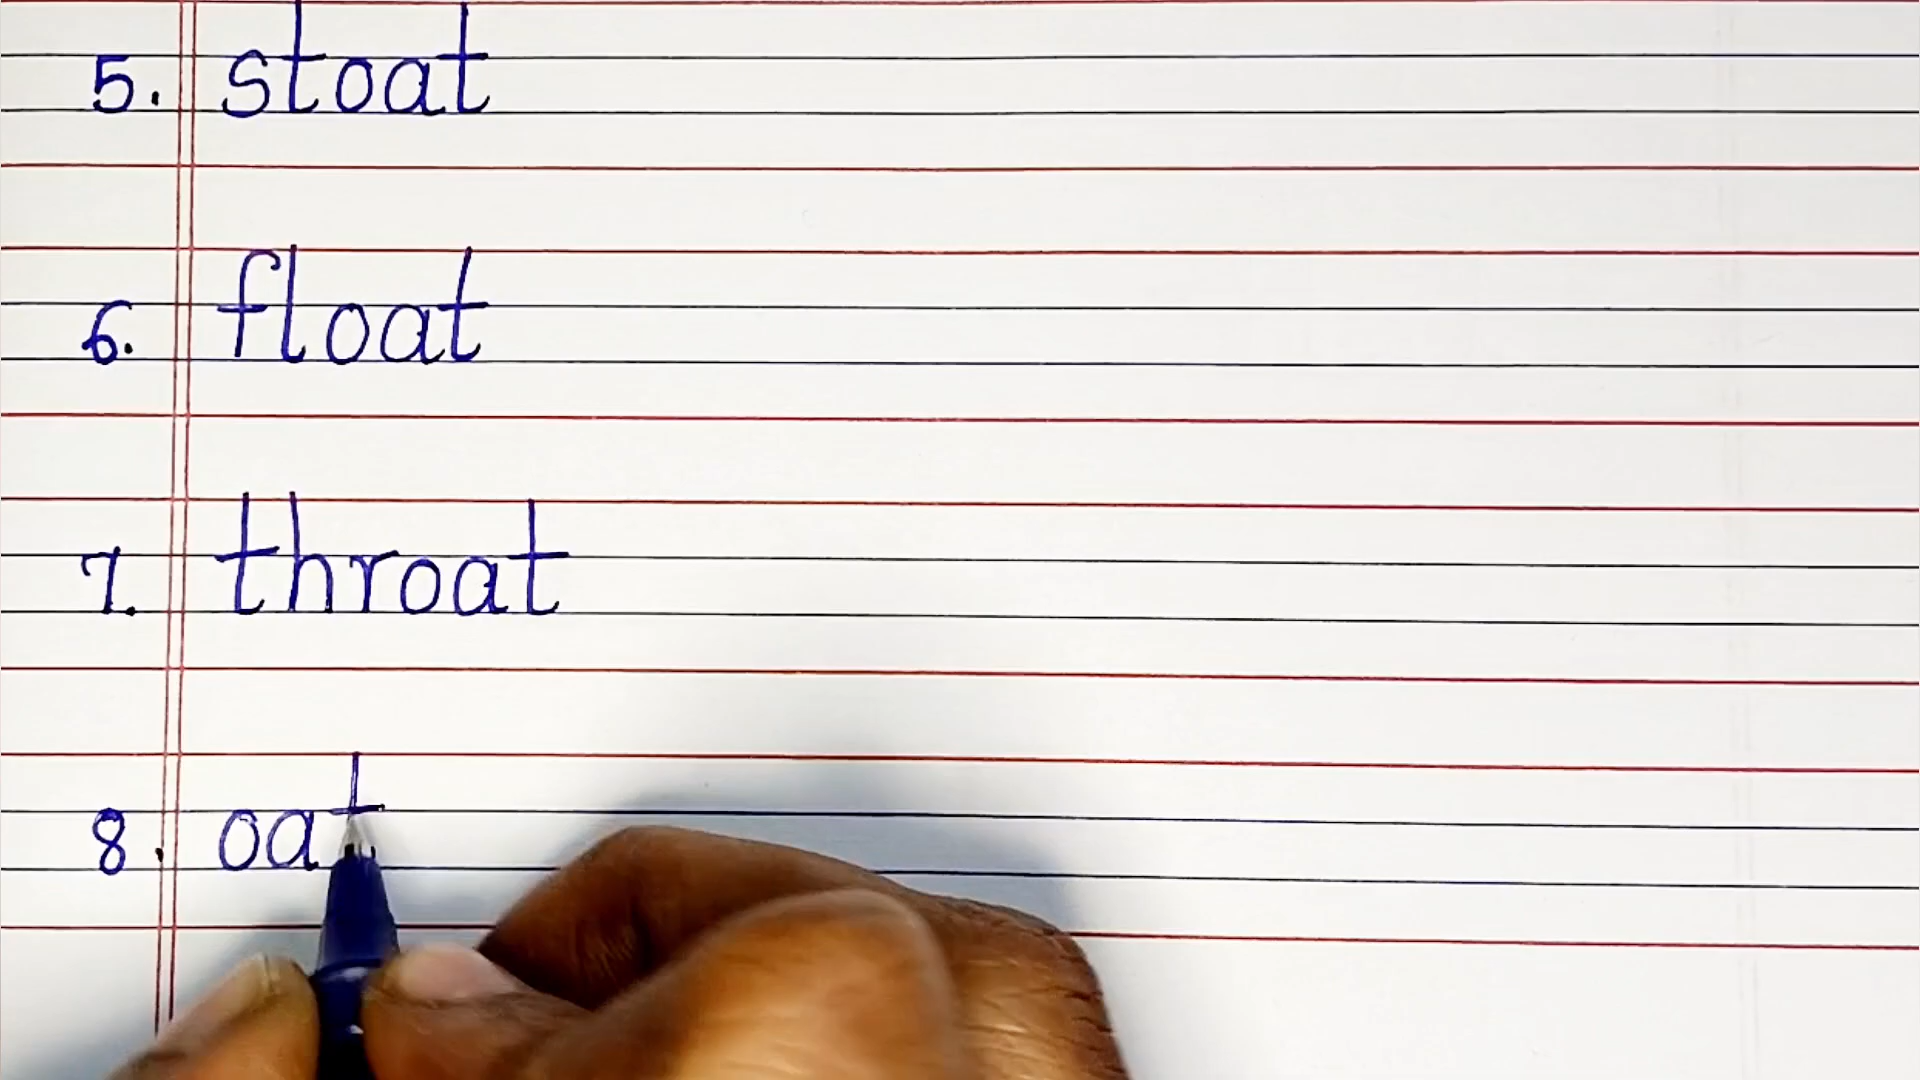 5. stoat
6. float
7. throat
8. oat